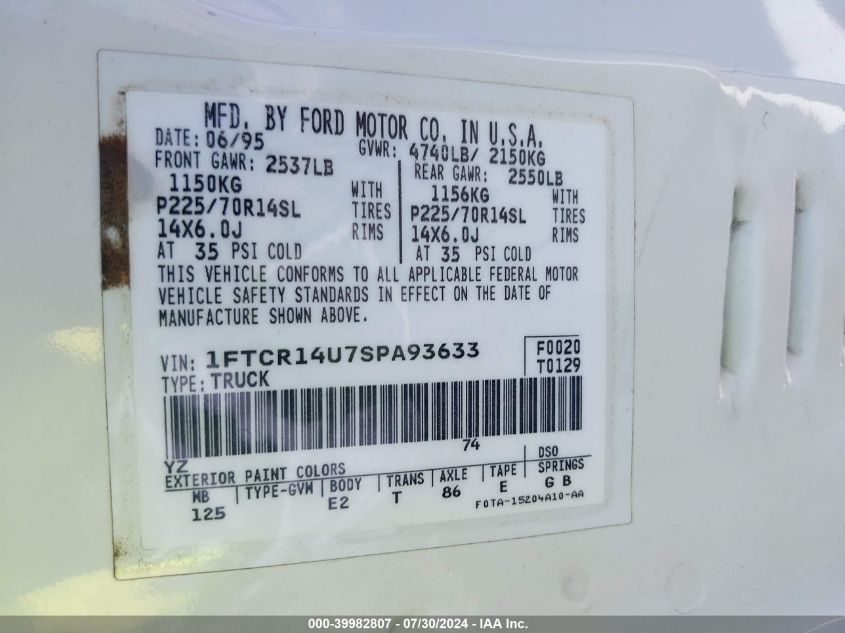 MFD. BY FORD MOTOR CO. IN U.S.A.
DATE: 06/95 GVWR: 4740LB/ 2150KG
FRONT GAWR: 2537LB REAR GAWR: 2550LB
1150KG WITH 1156KG WITH
P225/70R14SL TIRES P225/70R14SL TIRES
14X6.0J RIMS 14X6.0J RIMS
AT 35 PSI COLD AT 35 PSI COLD
THIS VEHICLE CONFORMS TO ALL APPLICABLE FEDERAL MOTOR
VEHICLE SAFETY STANDARDS IN EFFECT ON THE DATE OF
MANUFACTURE SHOWN ABOVE.
VIN: 1FTCR14U7SPA93633 F0020
TYPE: TRUCK T0129
74
YZ DSO
EXTERIOR PAINT COLORS
WB TYPE-GVW BODY TRANS AXLE TAPE SPRINGS
125 E2 T 86 E G B
F0TA-15204A10-AA
000-39982807 - 07/30/2024 - IAAI.com